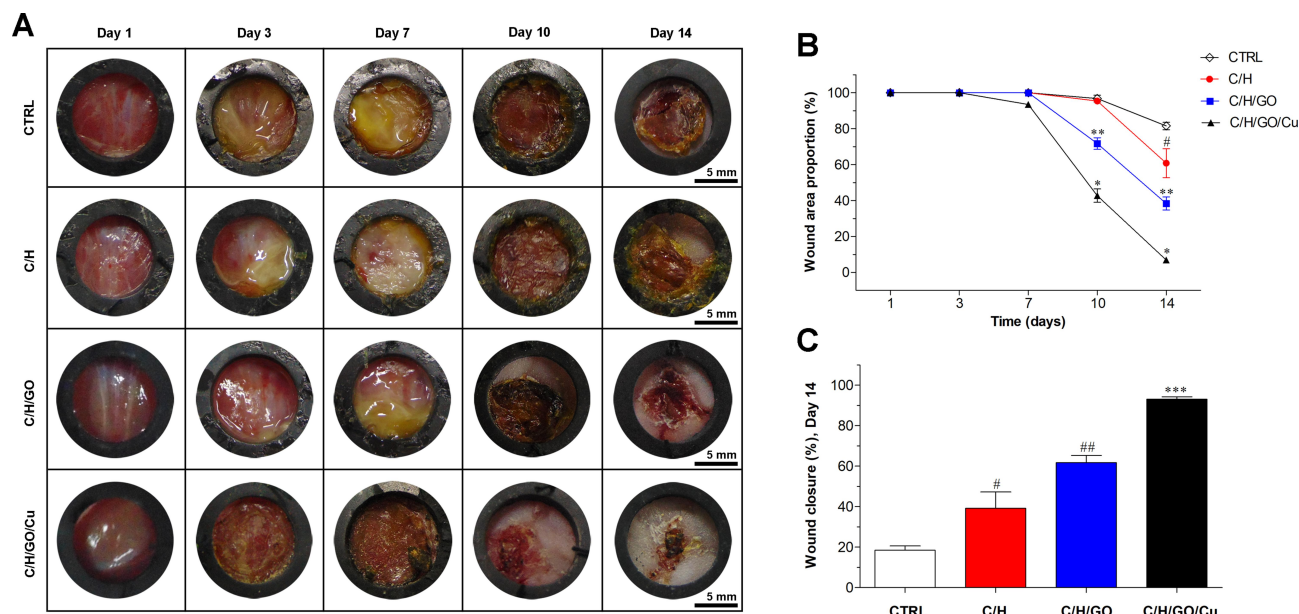 A
Day 1 Day 3 Day 7 Day 10 Day 14
CTRL
5 mm
C/H
5 mm
C/H/GO
5 mm
C/H/GO/Cu
5 mm
B
CTRL
C/H
C/H/GO
C/H/GO/Cu
Wound area proportion (%)
100
80
60
40
20
0
**
*
#
**
*
1 3 7 10 14
Time (days)
C
Wound closure (%), Day 14
100
80
60
40
20
0
#
##
***
CTRL C/H C/H/GO C/H/GO/Cu